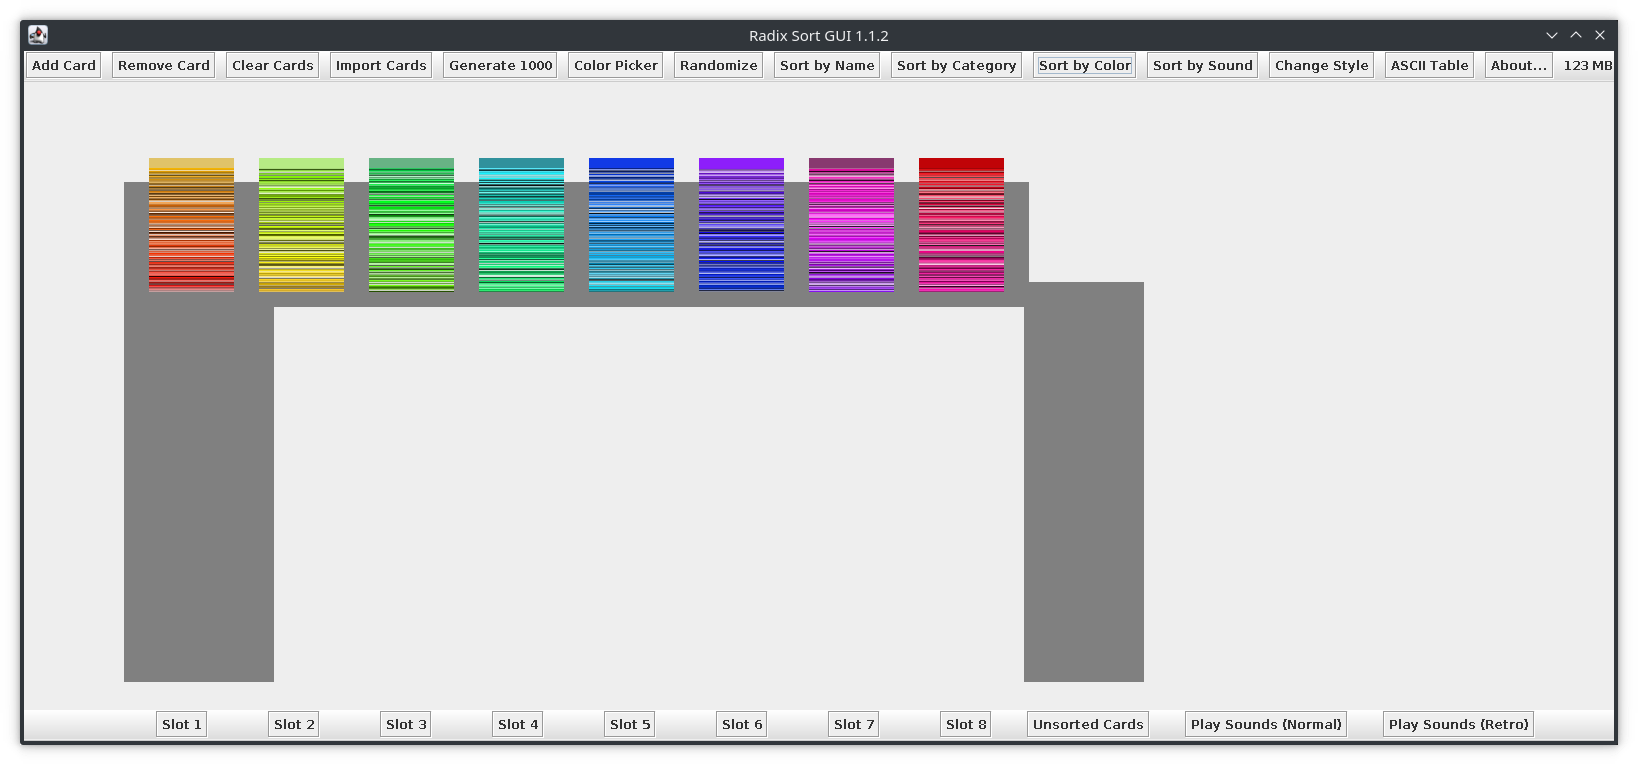 Radix Sort GUI 1.1.2
Add Card Remove Card Clear Cards Import Cards Generate 1000 Color Picker Randomize Sort by Name Sort by Category Sort by Color Sort by Sound Change Style ASCII Table About... 123 MB
Slot 1 Slot 2 Slot 3 Slot 4 Slot 5 Slot 6 Slot 7 Slot 8 Unsorted Cards Play Sounds (Normal) Play Sounds (Retro)